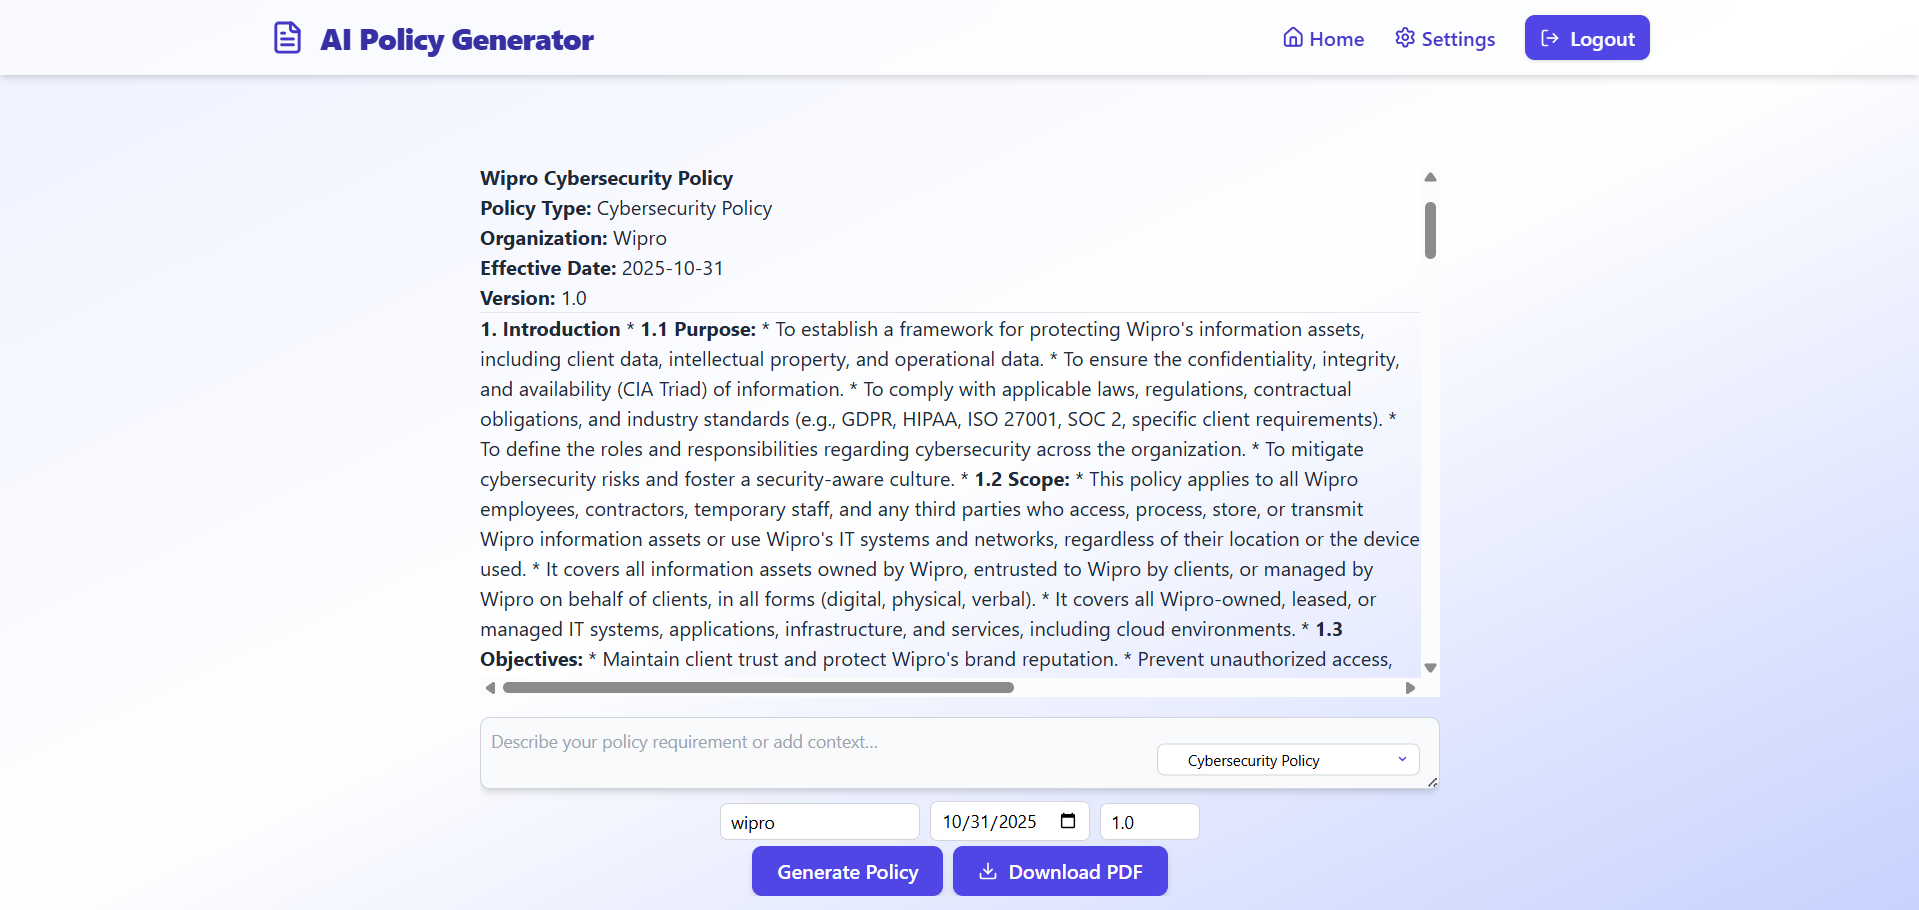 AI Policy Generator
Home
Settings
Logout
Wipro Cybersecurity Policy
Policy Type: Cybersecurity Policy
Organization: Wipro
Effective Date: 2025-10-31
Version: 1.0
1. Introduction * 1.1 Purpose: * To establish a framework for protecting Wipro's information assets,
including client data, intellectual property, and operational data. * To ensure the confidentiality, integrity,
and availability (CIA Triad) of information. * To comply with applicable laws, regulations, contractual
obligations, and industry standards (e.g., GDPR, HIPAA, ISO 27001, SOC 2, specific client requirements). *
To define the roles and responsibilities regarding cybersecurity across the organization. * To mitigate
cybersecurity risks and foster a security-aware culture. * 1.2 Scope: * This policy applies to all Wipro
employees, contractors, temporary staff, and any third parties who access, process, store, or transmit
Wipro information assets or use Wipro's IT systems and networks, regardless of their location or the device
used. * It covers all information assets owned by Wipro, entrusted to Wipro by clients, or managed by
Wipro on behalf of clients, in all forms (digital, physical, verbal). * It covers all Wipro-owned, leased, or
managed IT systems, applications, infrastructure, and services, including cloud environments. * 1.3
Objectives: * Maintain client trust and protect Wipro's brand reputation. * Prevent unauthorized access,
Describe your policy requirement or add context...
Cybersecurity Policy
wipro
10/31/2025
1.0
Generate Policy
Download PDF